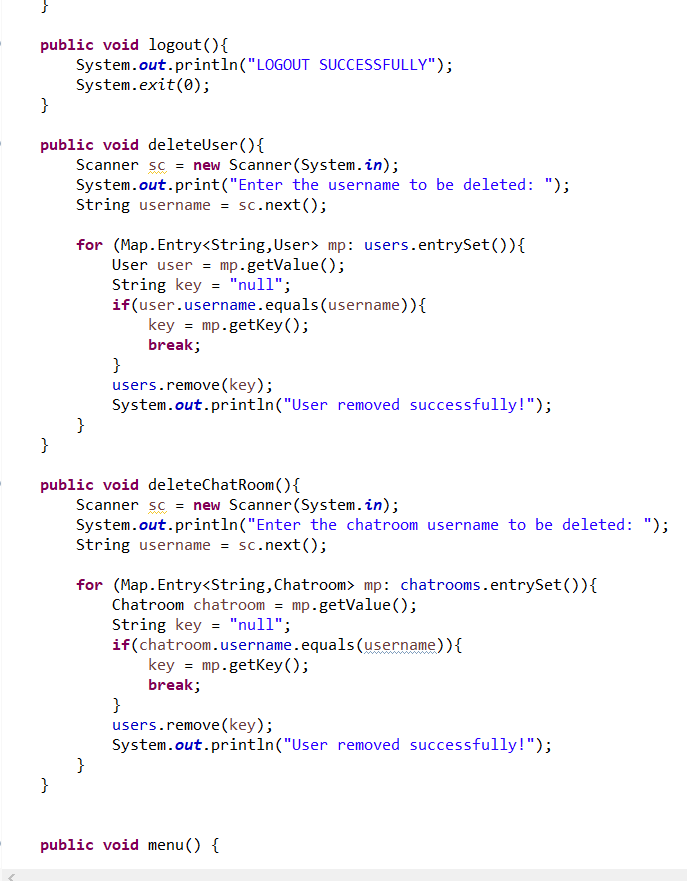 }
public void logout(){
System.out.println("LOGOUT SUCCESSFULLY");
System.exit(0);
}
public void deleteUser(){
Scanner sc = new Scanner(System.in);
System.out.print("Enter the username to be deleted: ");
String username = sc.next();
for (Map.Entry<String,User> mp: users.entrySet()){
User user = mp.getValue();
String key = "null";
if(user.username.equals(username)){
key = mp.getKey();
break;
}
users.remove(key);
System.out.println("User removed successfully!");
}
}
public void deleteChatRoom(){
Scanner sc = new Scanner(System.in);
System.out.println("Enter the chatroom username to be deleted: ");
String username = sc.next();
for (Map.Entry<String,Chatroom> mp: chatrooms.entrySet()){
Chatroom chatroom = mp.getValue();
String key = "null";
if(chatroom.username.equals(username)){
key = mp.getKey();
break;
}
users.remove(key);
System.out.println("User removed successfully!");
}
}
public void menu() {